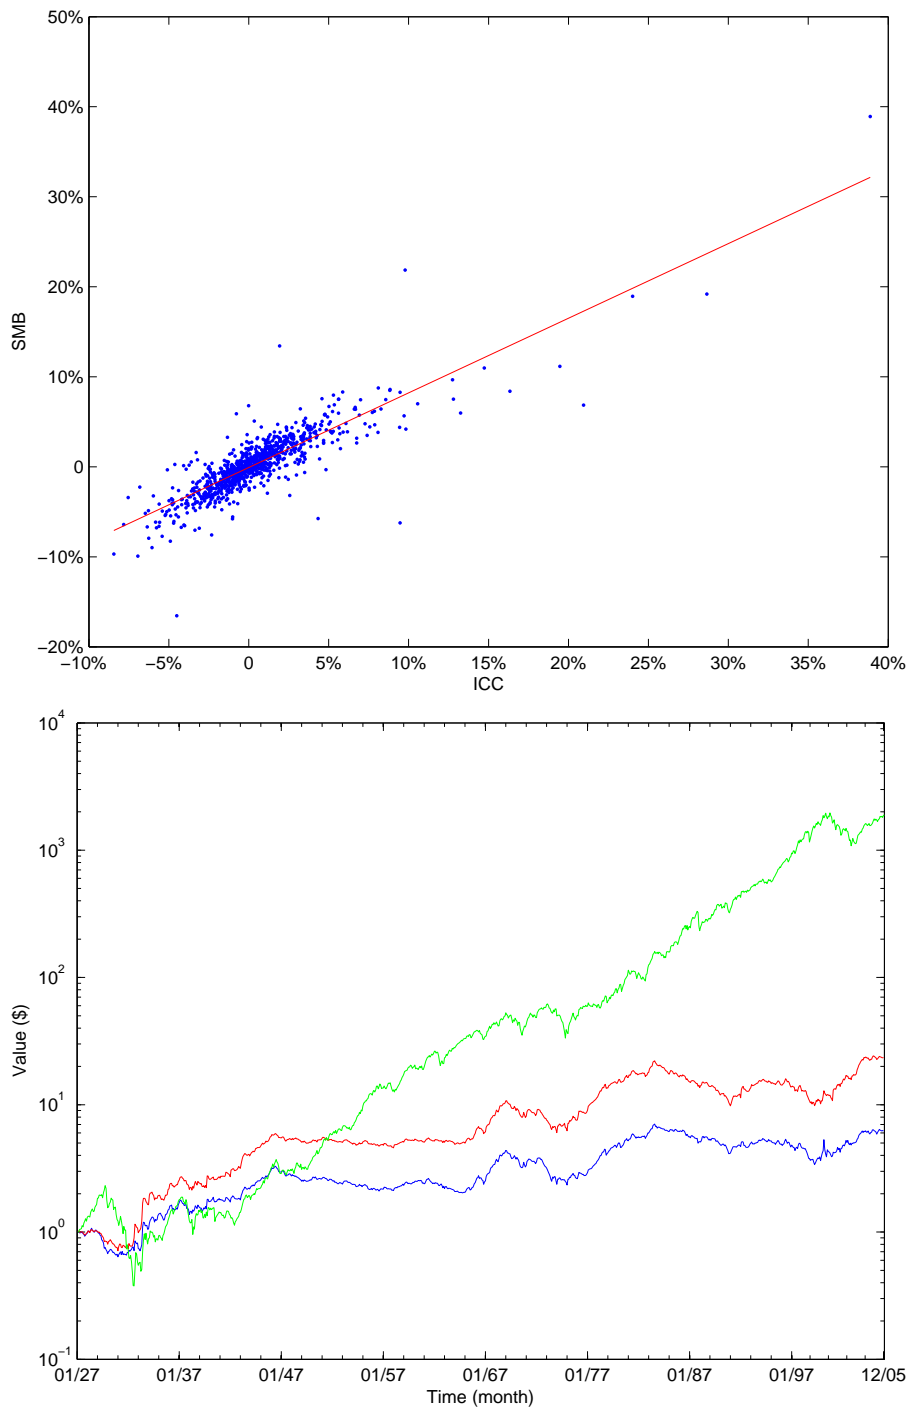 50%
40%
30%
20%
10%
0
−10%
−20%
SMB
−10% −5% 0 5% 10% 15% 20% 25% 30% 35% 40%
ICC
10^4
10^3
10^2
10^1
10^0
10^−1
Value ($)
01/27 01/37 01/47 01/57 01/67 01/77 01/87 01/97 12/05
Time (month)